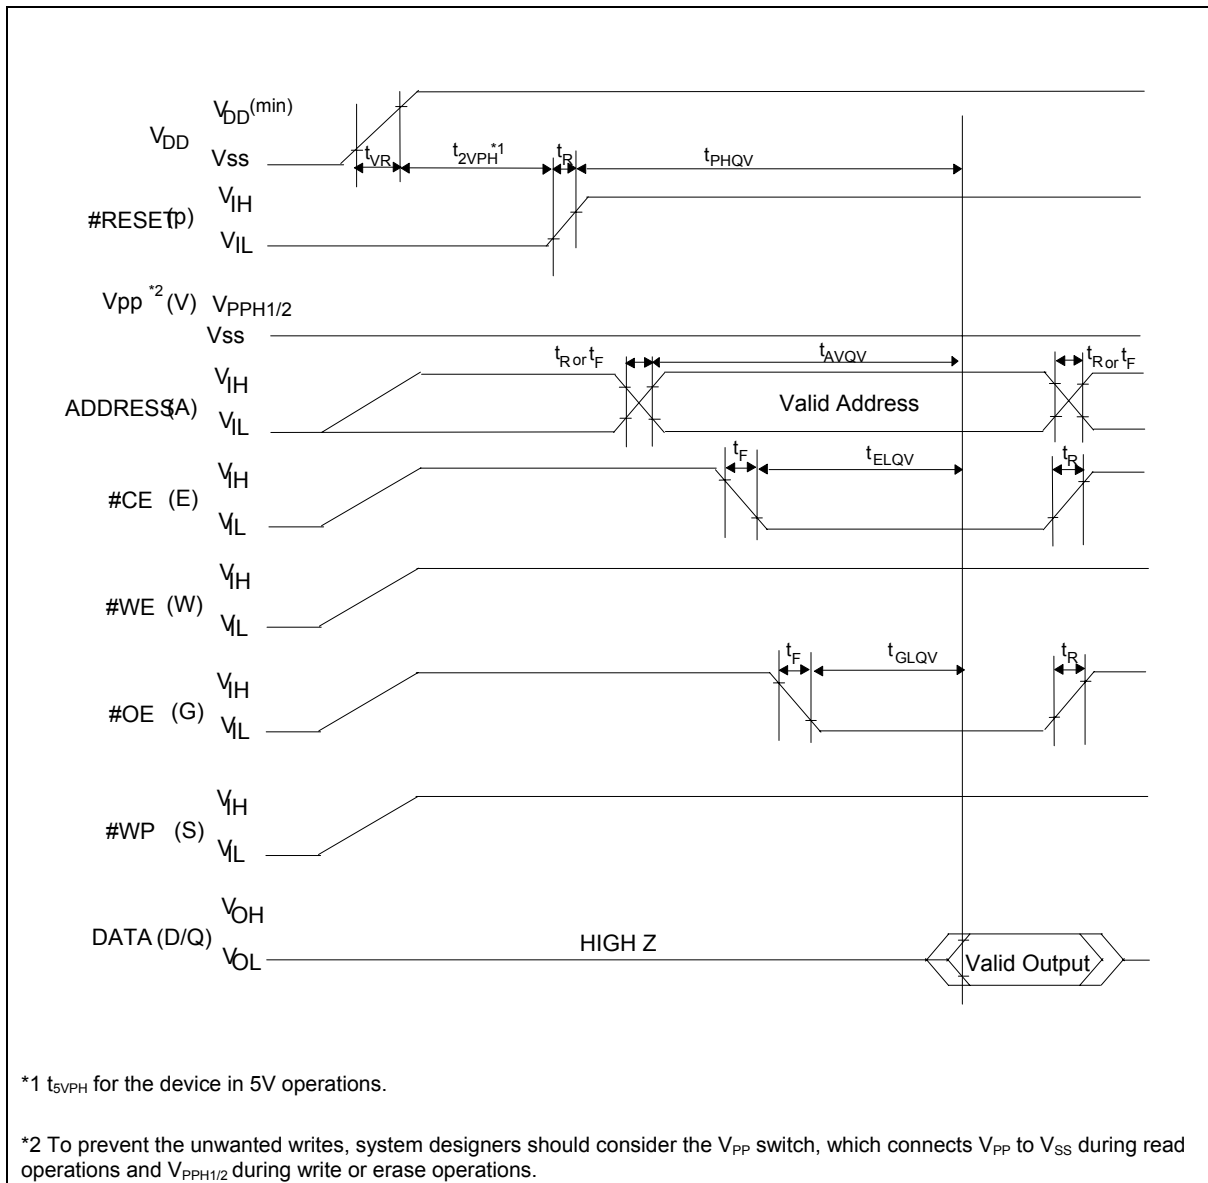 VDD(min)
VDD
Vss
tVR
t2VPH*1
tR
tPHQV
VIH
#RESET(p)
VIL
Vpp*2 (V) VPPH1/2
Vss
tR or tF
tAVQV
tR or tF
VIH
ADDRESS(A)
VIL
Valid Address
VIH
#CE (E)
VIL
tF
tELQV
tR
VIH
#WE (W)
VIL
VIH
#OE (G)
VIL
tF
tGLQV
tR
VIH
#WP (S)
VIL
VOH
DATA (D/Q)
VOL
HIGH Z
Valid Output
*1 t5VPH for the device in 5V operations.
*2 To prevent the unwanted writes, system designers should consider the VPP switch, which connects VPP to VSS during read
operations and VPPH1/2 during write or erase operations.